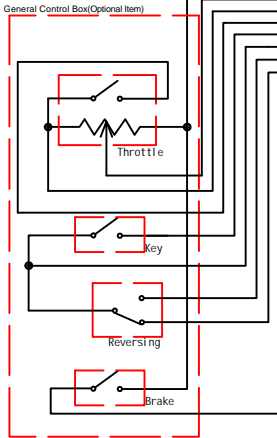 General Control Box(Optional Item)
Throttle
Key
Reversing
Brake